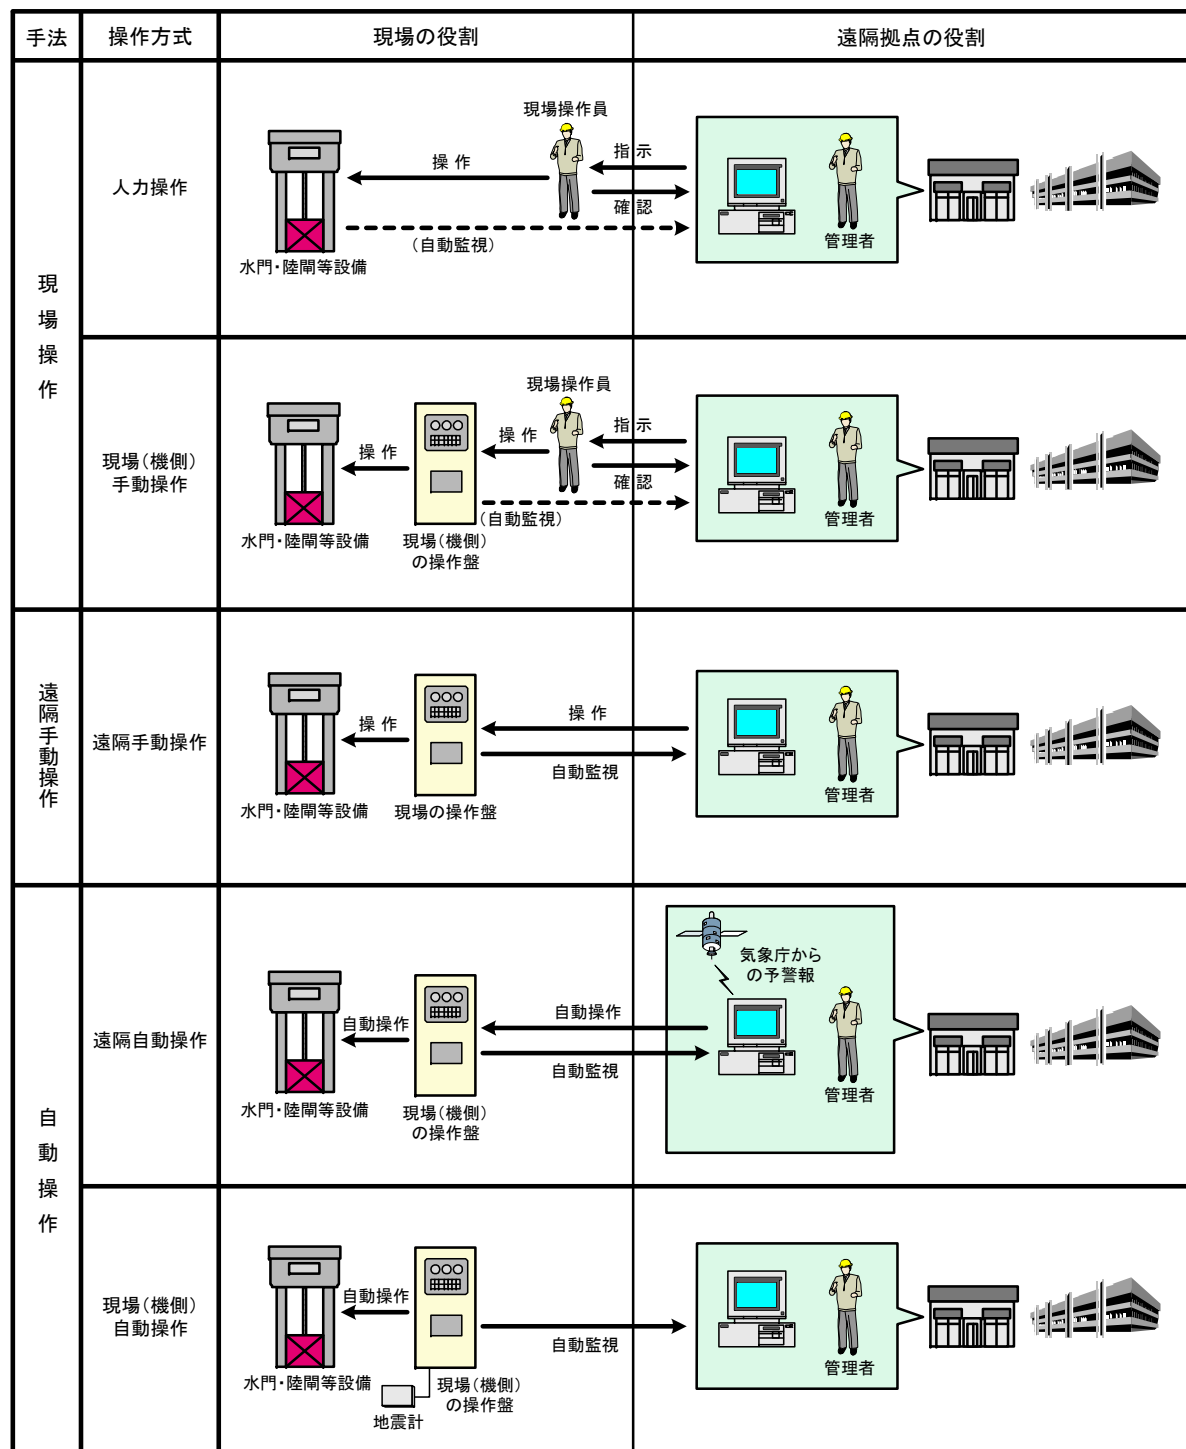 手法
操作方式
現場の役割
遠隔拠点の役割
現場操作
人力操作
現場操作員
操 作
指 示
確 認
(自動監視)
水門・陸閘等設備
管理者
現場(機側)
手動操作
現場操作員
操 作
操 作
指 示
確 認
(自動監視)
水門・陸閘等設備
現場(機側)
の操作盤
管理者
遠隔手動操作
遠隔手動操作
操 作
操 作
自動監視
水門・陸閘等設備
現場の操作盤
管理者
自動操作
遠隔自動操作
気象庁から
の予警報
自動操作
自動操作
自動監視
水門・陸閘等設備
現場(機側)
の操作盤
管理者
現場(機側)
自動操作
自動操作
自動監視
水門・陸閘等設備
現場(機側)
の操作盤
地震計
管理者